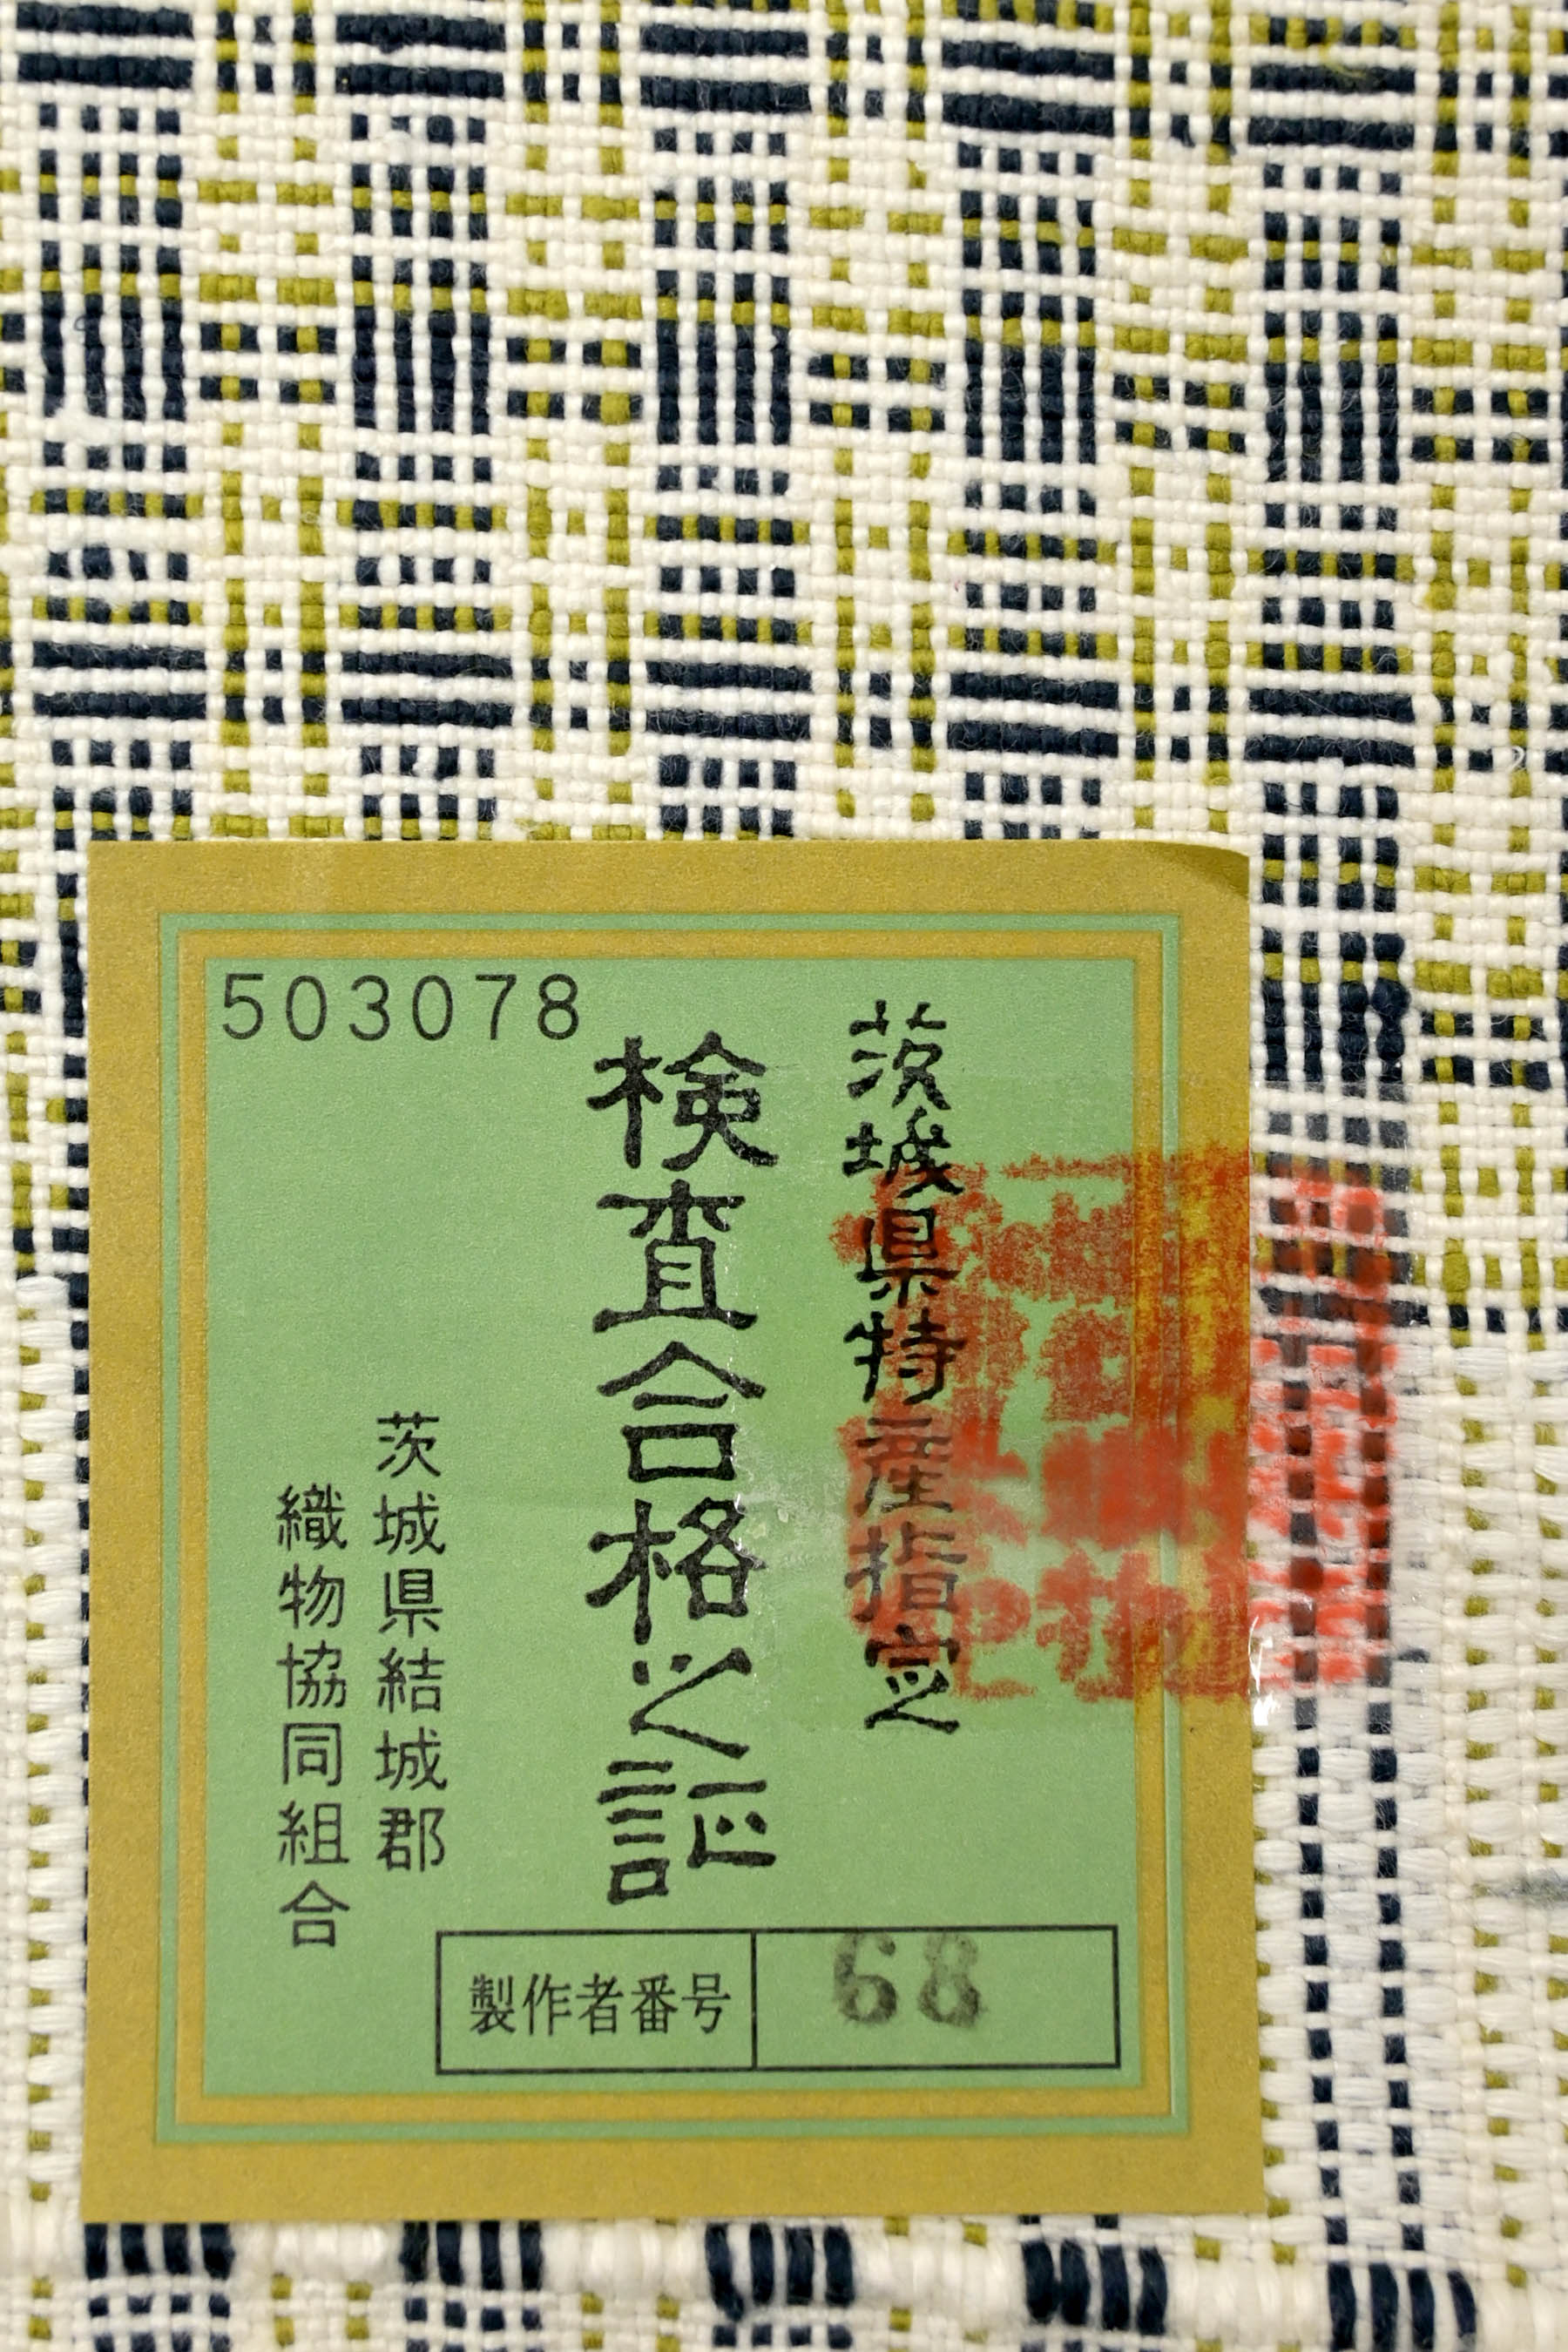 503078
茨城県特産指定之
検査合格之証
茨城県結城郡
織物協同組合
製作者番号 68